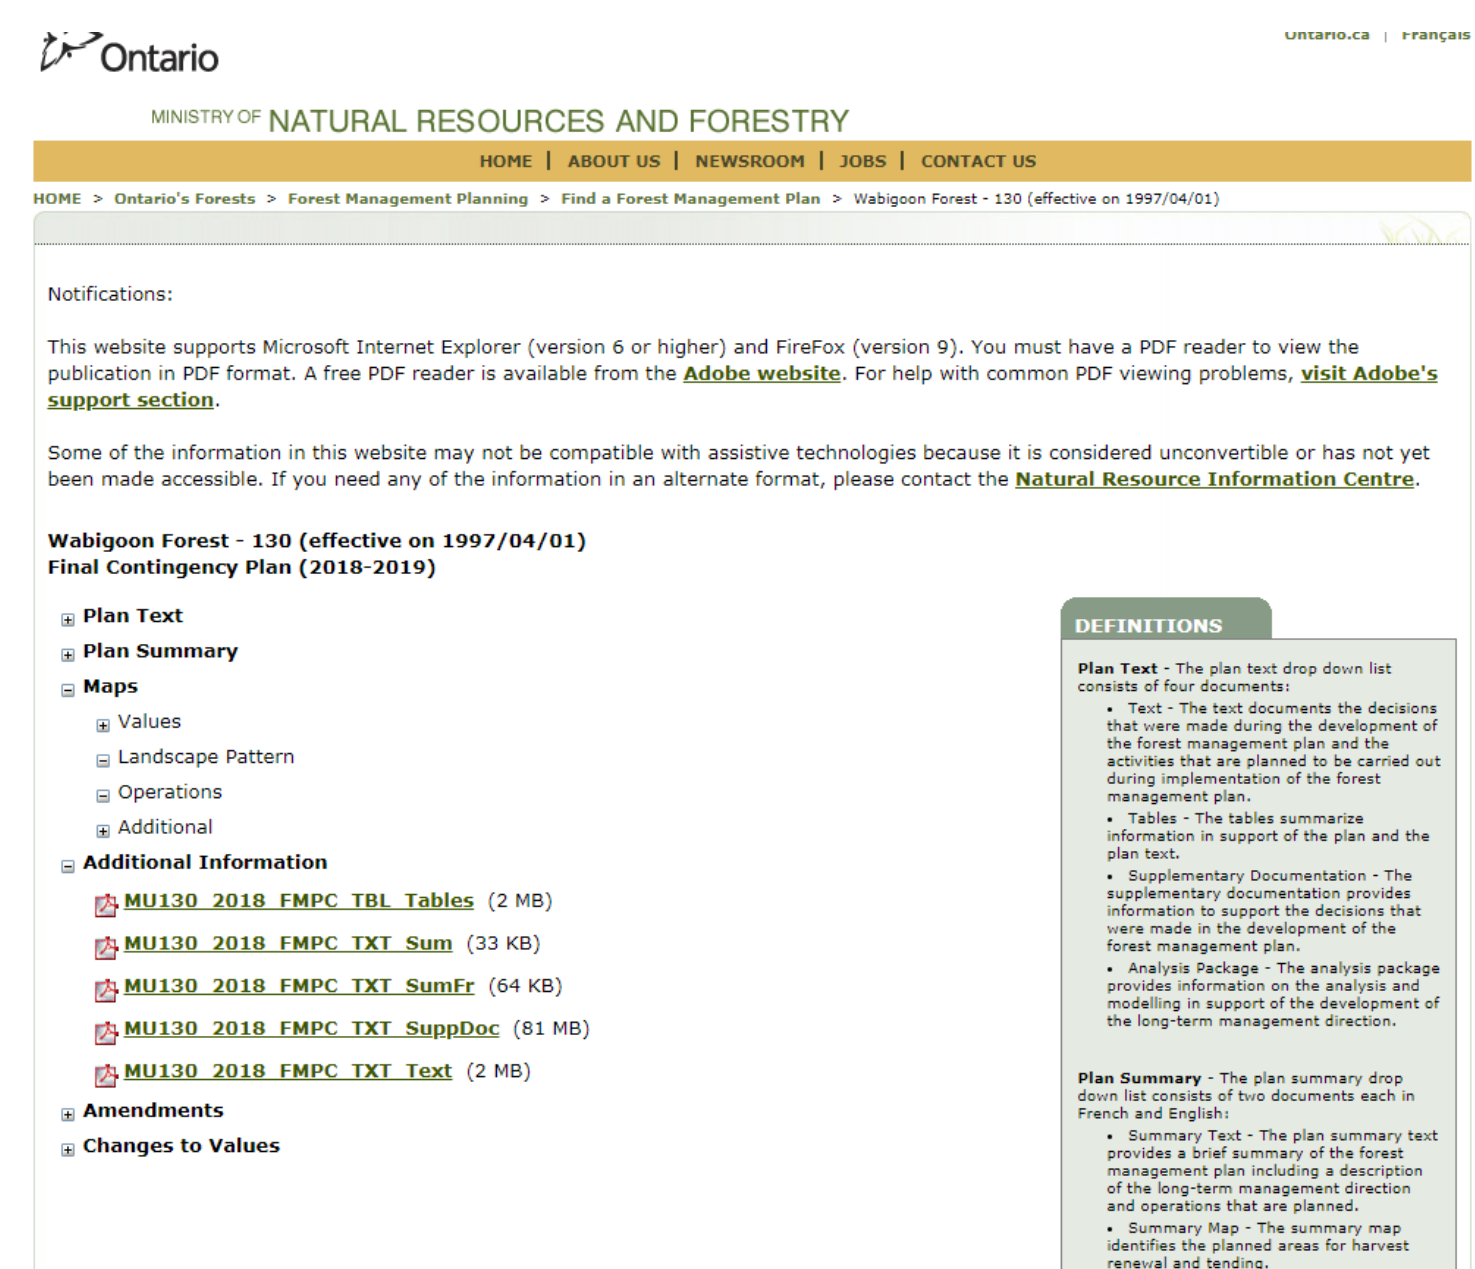 Ontario.ca | Français
Ontario
MINISTRY OF NATURAL RESOURCES AND FORESTRY
HOME | ABOUT US | NEWSROOM | JOBS | CONTACT US
HOME > Ontario's Forests > Forest Management Planning > Find a Forest Management Plan > Wabigoon Forest - 130 (effective on 1997/04/01)
Notifications:
This website supports Microsoft Internet Explorer (version 6 or higher) and FireFox (version 9). You must have a PDF reader to view the
publication in PDF format. A free PDF reader is available from the Adobe website. For help with common PDF viewing problems, visit Adobe's
support section.
Some of the information in this website may not be compatible with assistive technologies because it is considered unconvertible or has not yet
been made accessible. If you need any of the information in an alternate format, please contact the Natural Resource Information Centre.
Wabigoon Forest - 130 (effective on 1997/04/01)
Final Contingency Plan (2018-2019)
Plan Text
Plan Summary
Maps
Values
Landscape Pattern
Operations
Additional
Additional Information
MU130_2018_FMPC_TBL_Tables (2 MB)
MU130_2018_FMPC_TXT_Sum (33 KB)
MU130_2018_FMPC_TXT_SumFr (64 KB)
MU130_2018_FMPC_TXT_SuppDoc (81 MB)
MU130_2018_FMPC_TXT_Text (2 MB)
Amendments
Changes to Values
DEFINITIONS
Plan Text - The plan text drop down list
consists of four documents:
• Text - The text documents the decisions
that were made during the development of
the forest management plan and the
activities that are planned to be carried out
during implementation of the forest
management plan.
• Tables - The tables summarize
information in support of the plan and the
plan text.
• Supplementary Documentation - The
supplementary documentation provides
information to support the decisions that
were made in the development of the
forest management plan.
• Analysis Package - The analysis package
provides information on the analysis and
modelling in support of the development of
the long-term management direction.
Plan Summary - The plan summary drop
down list consists of two documents each in
French and English:
• Summary Text - The plan summary text
provides a brief summary of the forest
management plan including a description
of the long-term management direction
and operations that are planned.
• Summary Map - The summary map
identifies the planned areas for harvest
renewal and tending.